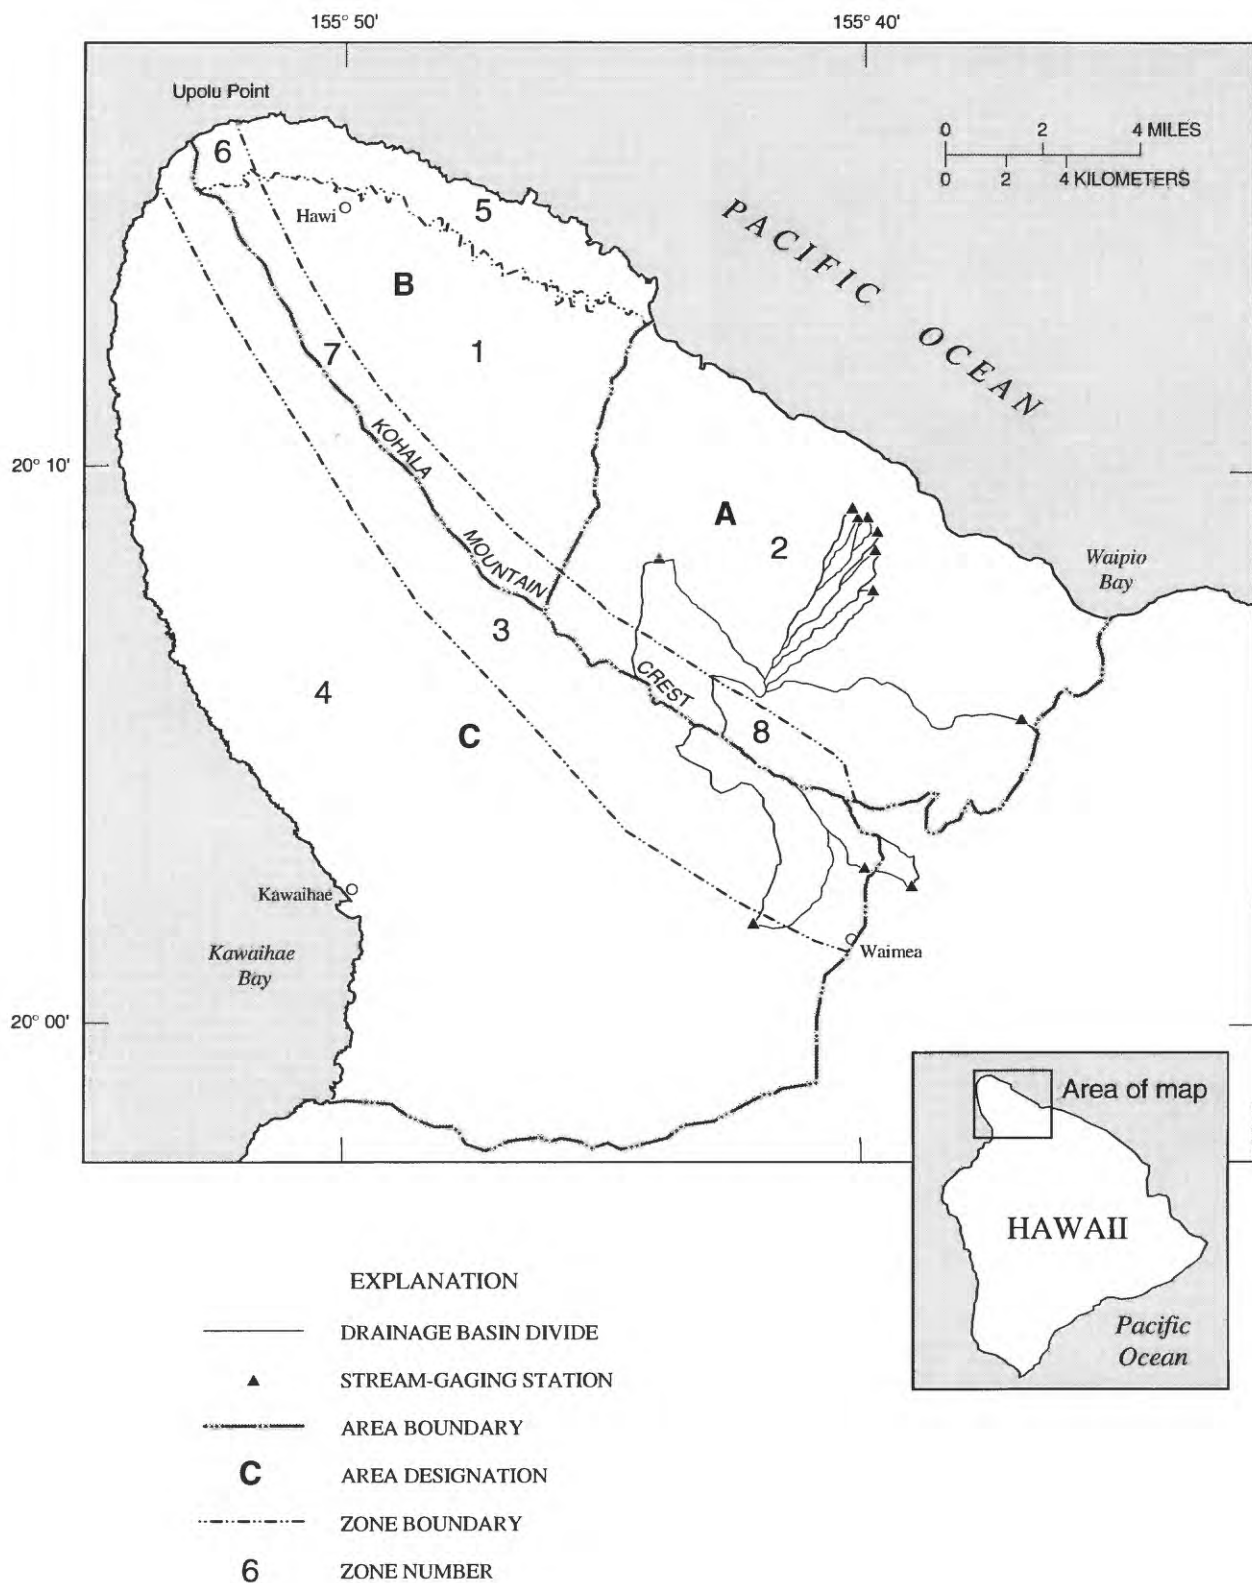 155° 50'
155° 40'
Upolu Point
0 2 4 MILES
0 2 4 KILOMETERS
6
Hawi
5
PACIFIC OCEAN
B
1
7
KOHALA MOUNTAIN CREST
20° 10'
A
2
Waipio
Bay
3
4
C
8
Kawaihae
Waimea
Kawaihae
Bay
20° 00'
Area of map
HAWAII
Pacific
Ocean
EXPLANATION
DRAINAGE BASIN DIVIDE
STREAM-GAGING STATION
AREA BOUNDARY
C AREA DESIGNATION
ZONE BOUNDARY
6 ZONE NUMBER